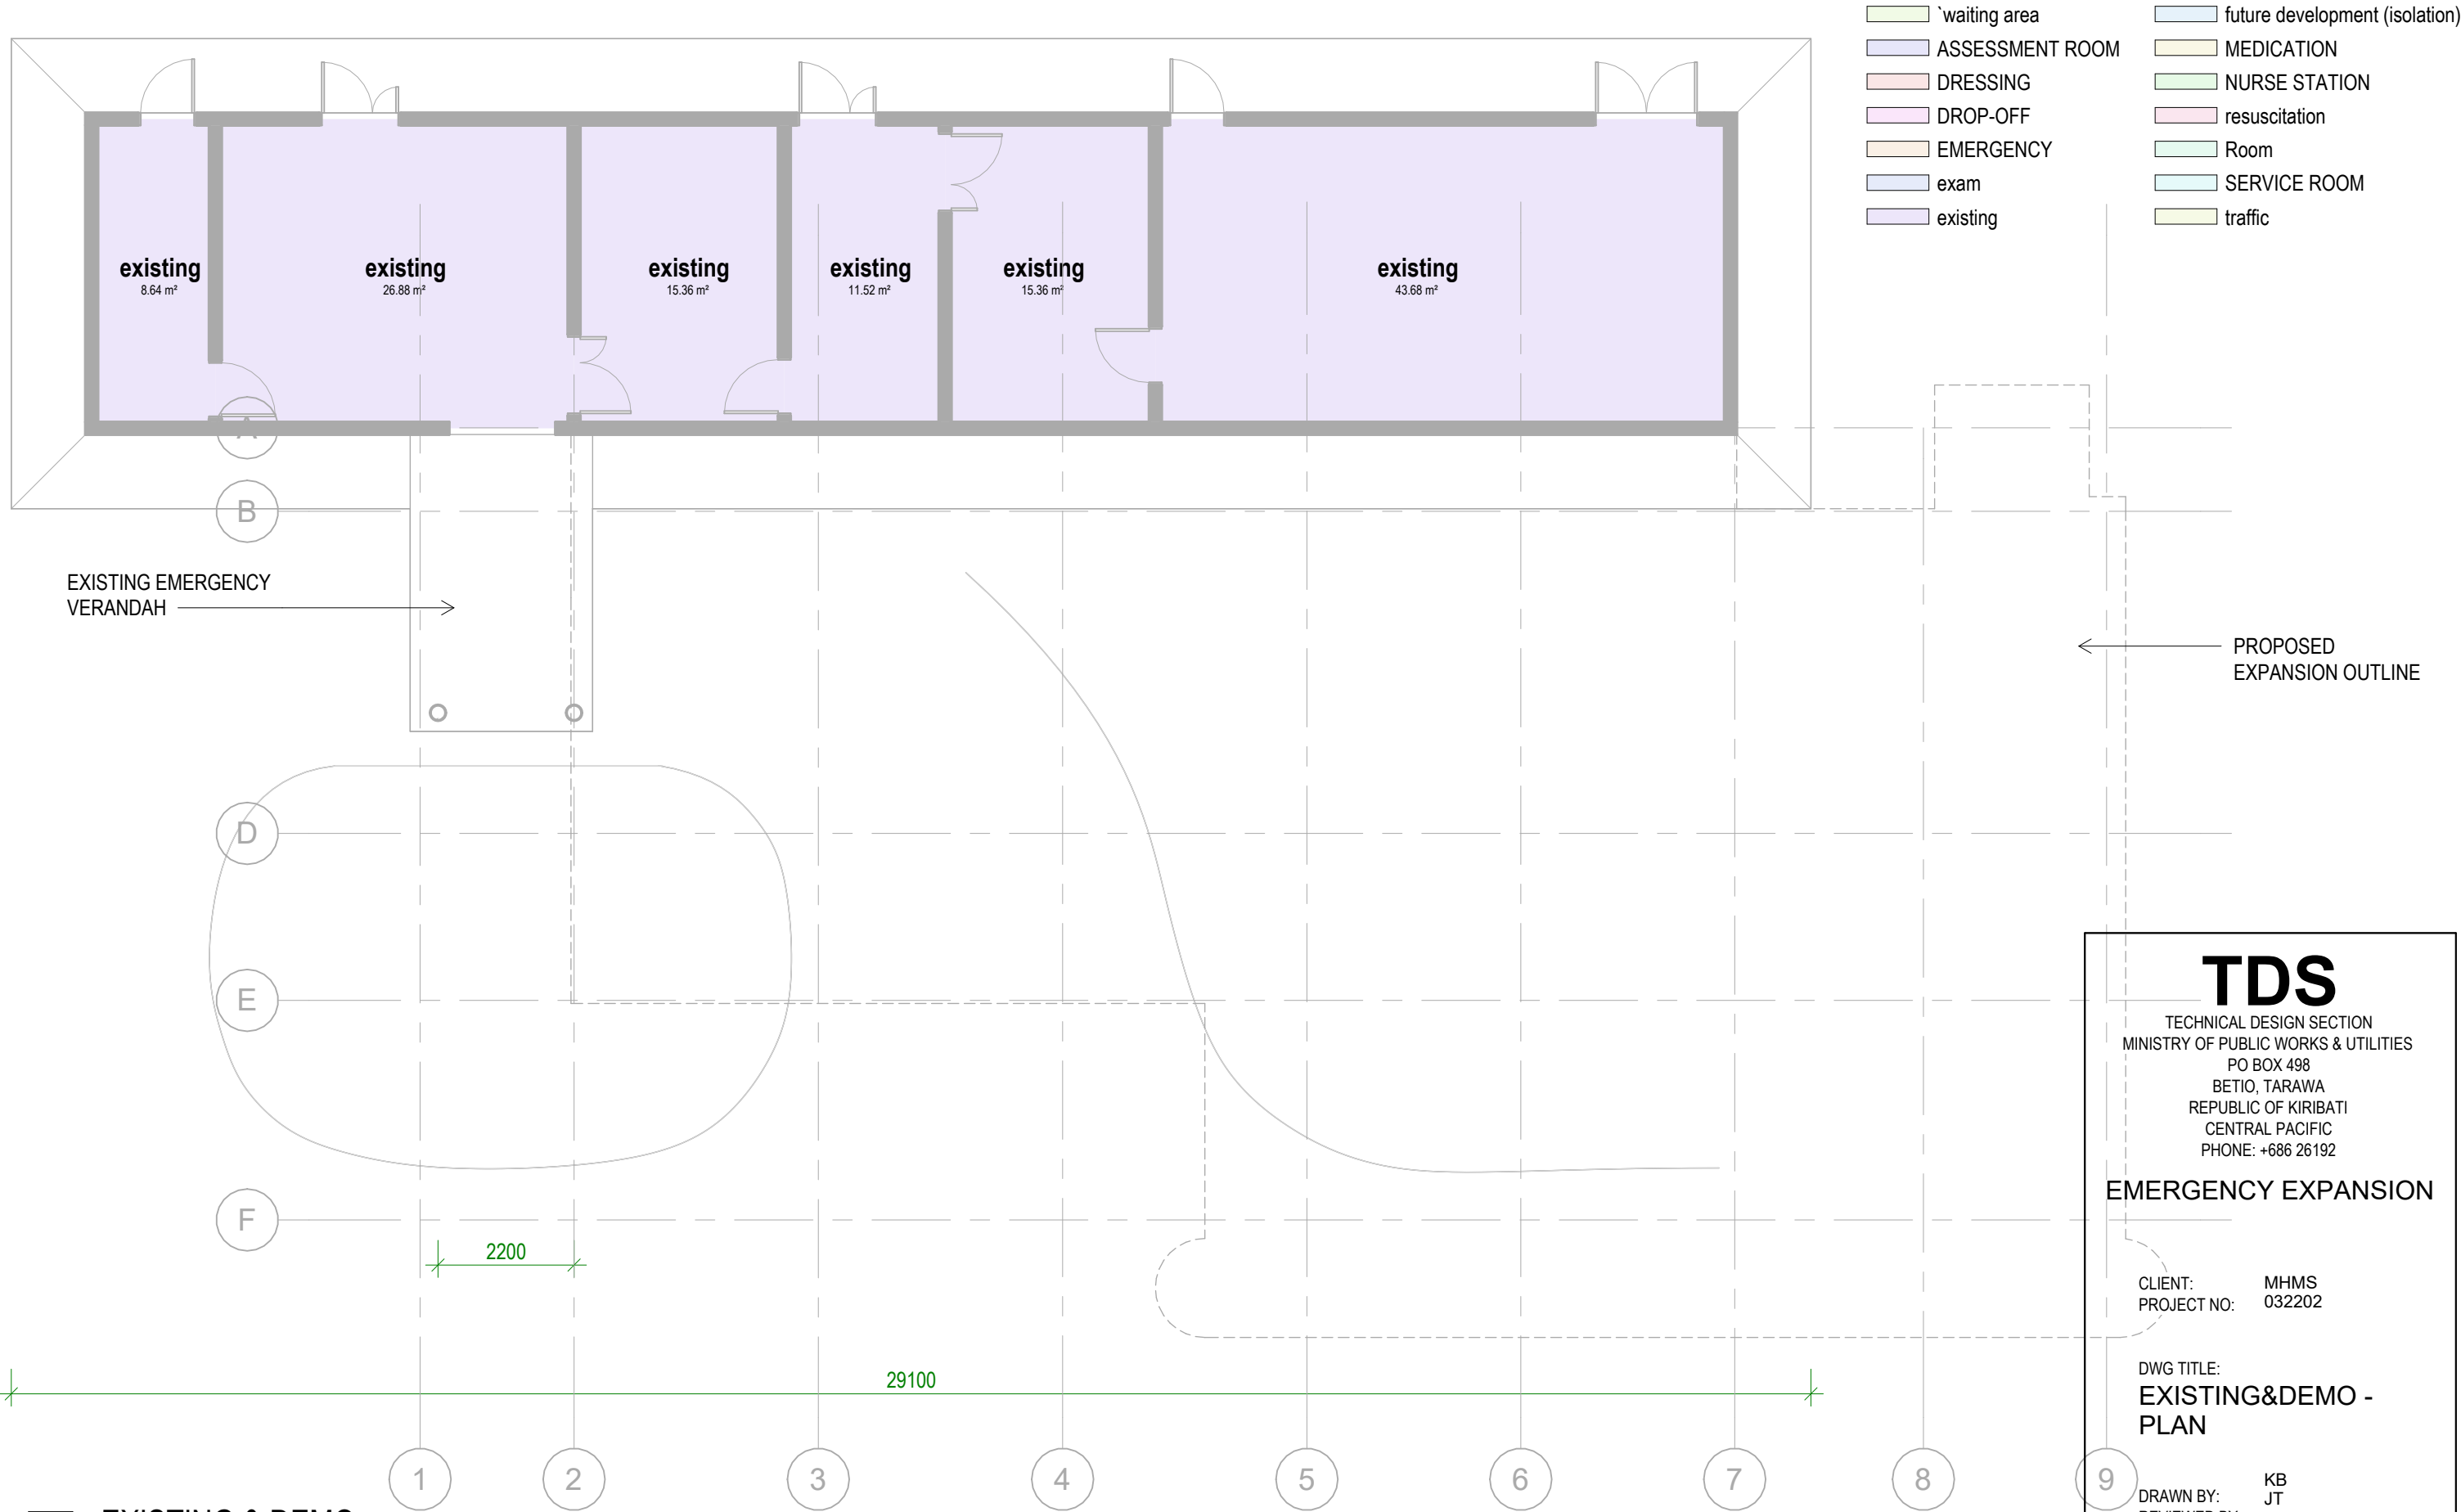 `waiting area
future development (isolation)
ASSESSMENT ROOM
MEDICATION
DRESSING
NURSE STATION
DROP-OFF
resuscitation
EMERGENCY
Room
exam
SERVICE ROOM
existing
traffic
existing
8.64 m²
existing
26.88 m²
existing
15.36 m²
existing
11.52 m²
existing
15.36 m²
existing
43.68 m²
A
B
EXISTING EMERGENCY
VERANDAH
PROPOSED
EXPANSION OUTLINE
D
E
F
2200
29100
1
2
3
4
5
6
7
8
9
TDS
TECHNICAL DESIGN SECTION
MINISTRY OF PUBLIC WORKS & UTILITIES
PO BOX 498
BETIO, TARAWA
REPUBLIC OF KIRIBATI
CENTRAL PACIFIC
PHONE: +686 26192
EMERGENCY EXPANSION
CLIENT: MHMS
PROJECT NO: 032202
DWG TITLE:
EXISTING&DEMO -
PLAN
KB
DRAWN BY: JT
EXISTING & DEMO